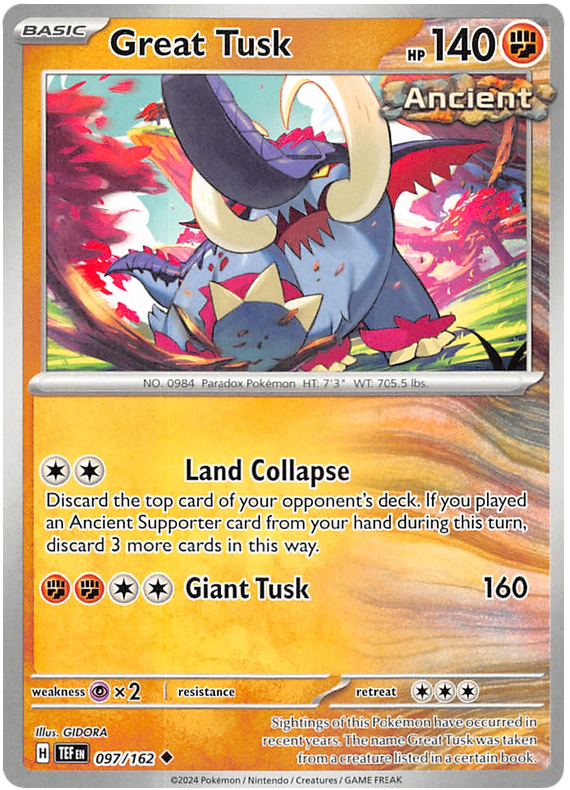 BASIC
Great Tusk
HP 140
Ancient
NO. 0984 Paradox Pokémon HT: 7'3" WT: 705.5 lbs.
Land Collapse
Discard the top card of your opponent's deck. If you played
an Ancient Supporter card from your hand during this turn,
discard 3 more cards in this way.
Giant Tusk 160
weakness ×2 resistance retreat
Illus. GIDORA
H TEF EN 097/162
Sightings of this Pokémon have occurred in
recent years. The name Great Tusk was taken
from a creature listed in a certain book.
©2024 Pokémon / Nintendo / Creatures / GAME FREAK